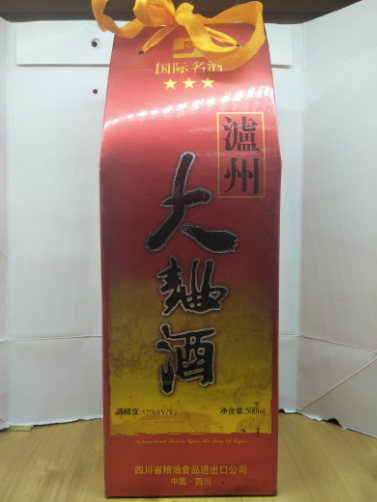 国际名酒
★★★
瀘州
大麯酒
酒精度:52%(V/V) 净含量:500ml
四川省粮油食品进出口公司
中國·四川